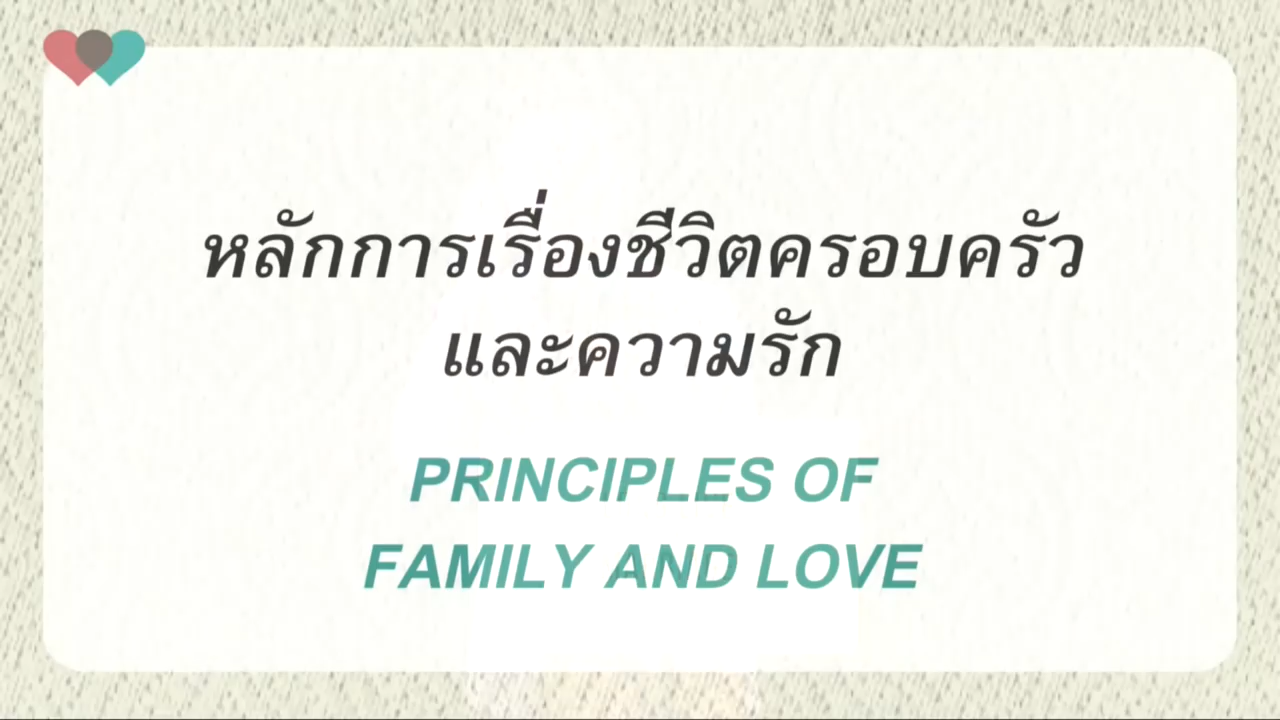 หลักการเรื่องชีวิตครอบครัว
และความรัก
PRINCIPLES OF
FAMILY AND LOVE